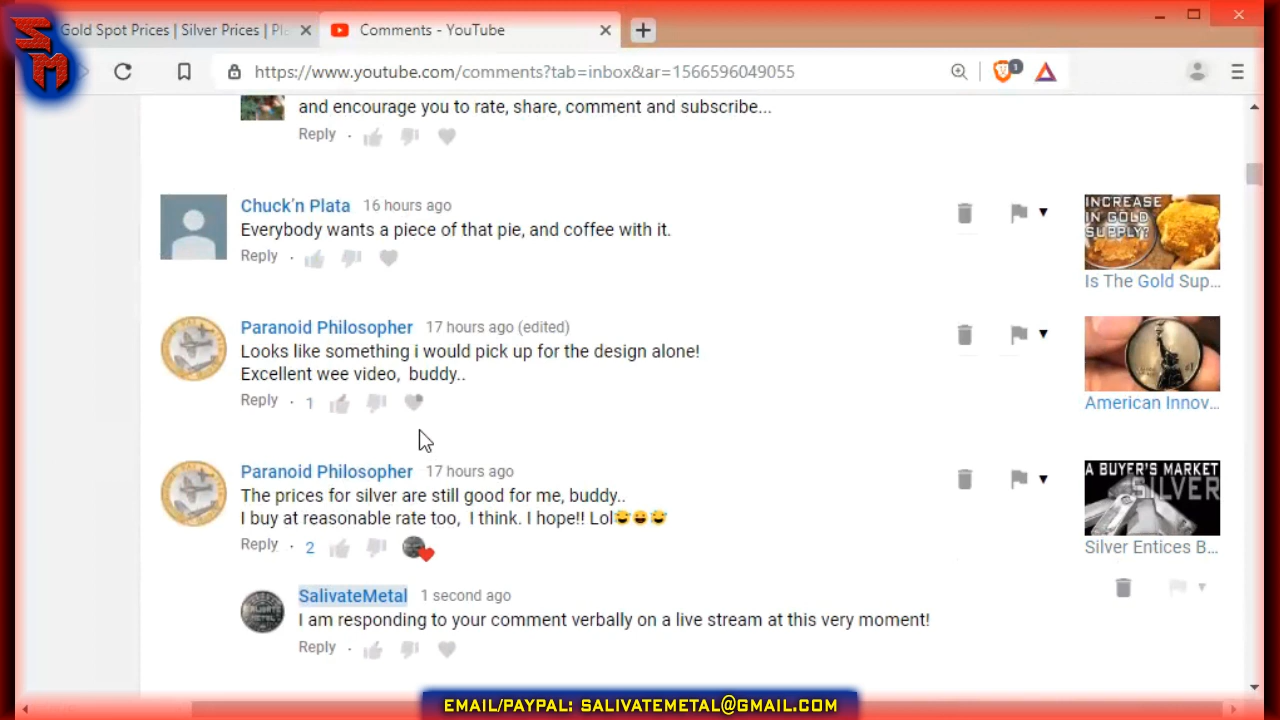 SM
Gold Spot Prices | Silver Prices | Pl
Comments - YouTube
https://www.youtube.com/comments?tab=inbox&ar=1566596049055
1
and encourage you to rate, share, comment and subscribe...
Reply
Chuck'n Plata 16 hours ago
Everybody wants a piece of that pie, and coffee with it.
Reply
INCREASE
IN GOLD
SUPPLY?
Is The Gold Sup...
Paranoid Philosopher 17 hours ago (edited)
Looks like something i would pick up for the design alone!
Excellent wee video, buddy..
Reply · 1
American Innov...
Paranoid Philosopher 17 hours ago
The prices for silver are still good for me, buddy..
I buy at reasonable rate too, I think. I hope!! Lol😅😄😅
Reply · 2
A BUYER'S MARKET
SILVER
Silver Entices B...
SalivateMetal 1 second ago
I am responding to your comment verbally on a live stream at this very moment!
Reply
EMAIL/PAYPAL: SALIVATEMETAL@GMAIL.COM